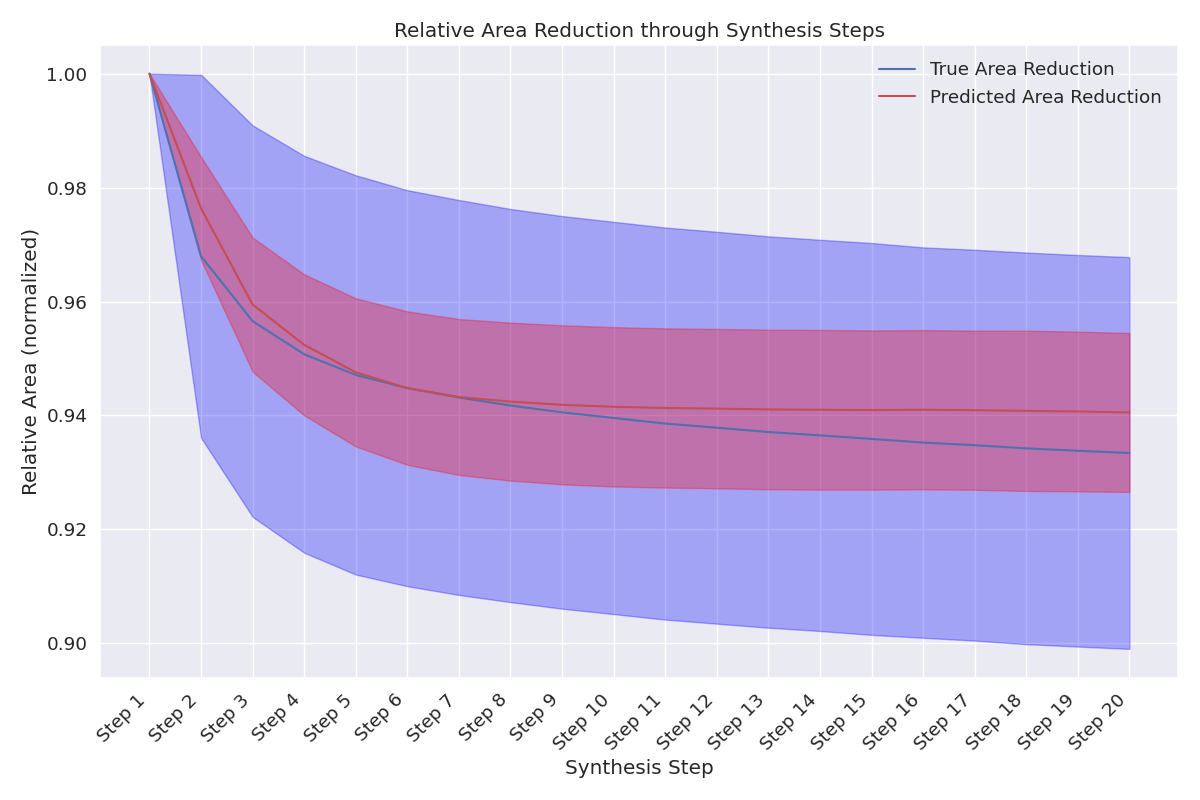 Relative Area Reduction through Synthesis Steps
True Area Reduction
Predicted Area Reduction
Relative Area (normalized)
1.00
0.98
0.96
0.94
0.92
0.90
Step 1
Step 2
Step 3
Step 4
Step 5
Step 6
Step 7
Step 8
Step 9
Step 10
Step 11
Step 12
Step 13
Step 14
Step 15
Step 16
Step 17
Step 18
Step 19
Step 20
Synthesis Step